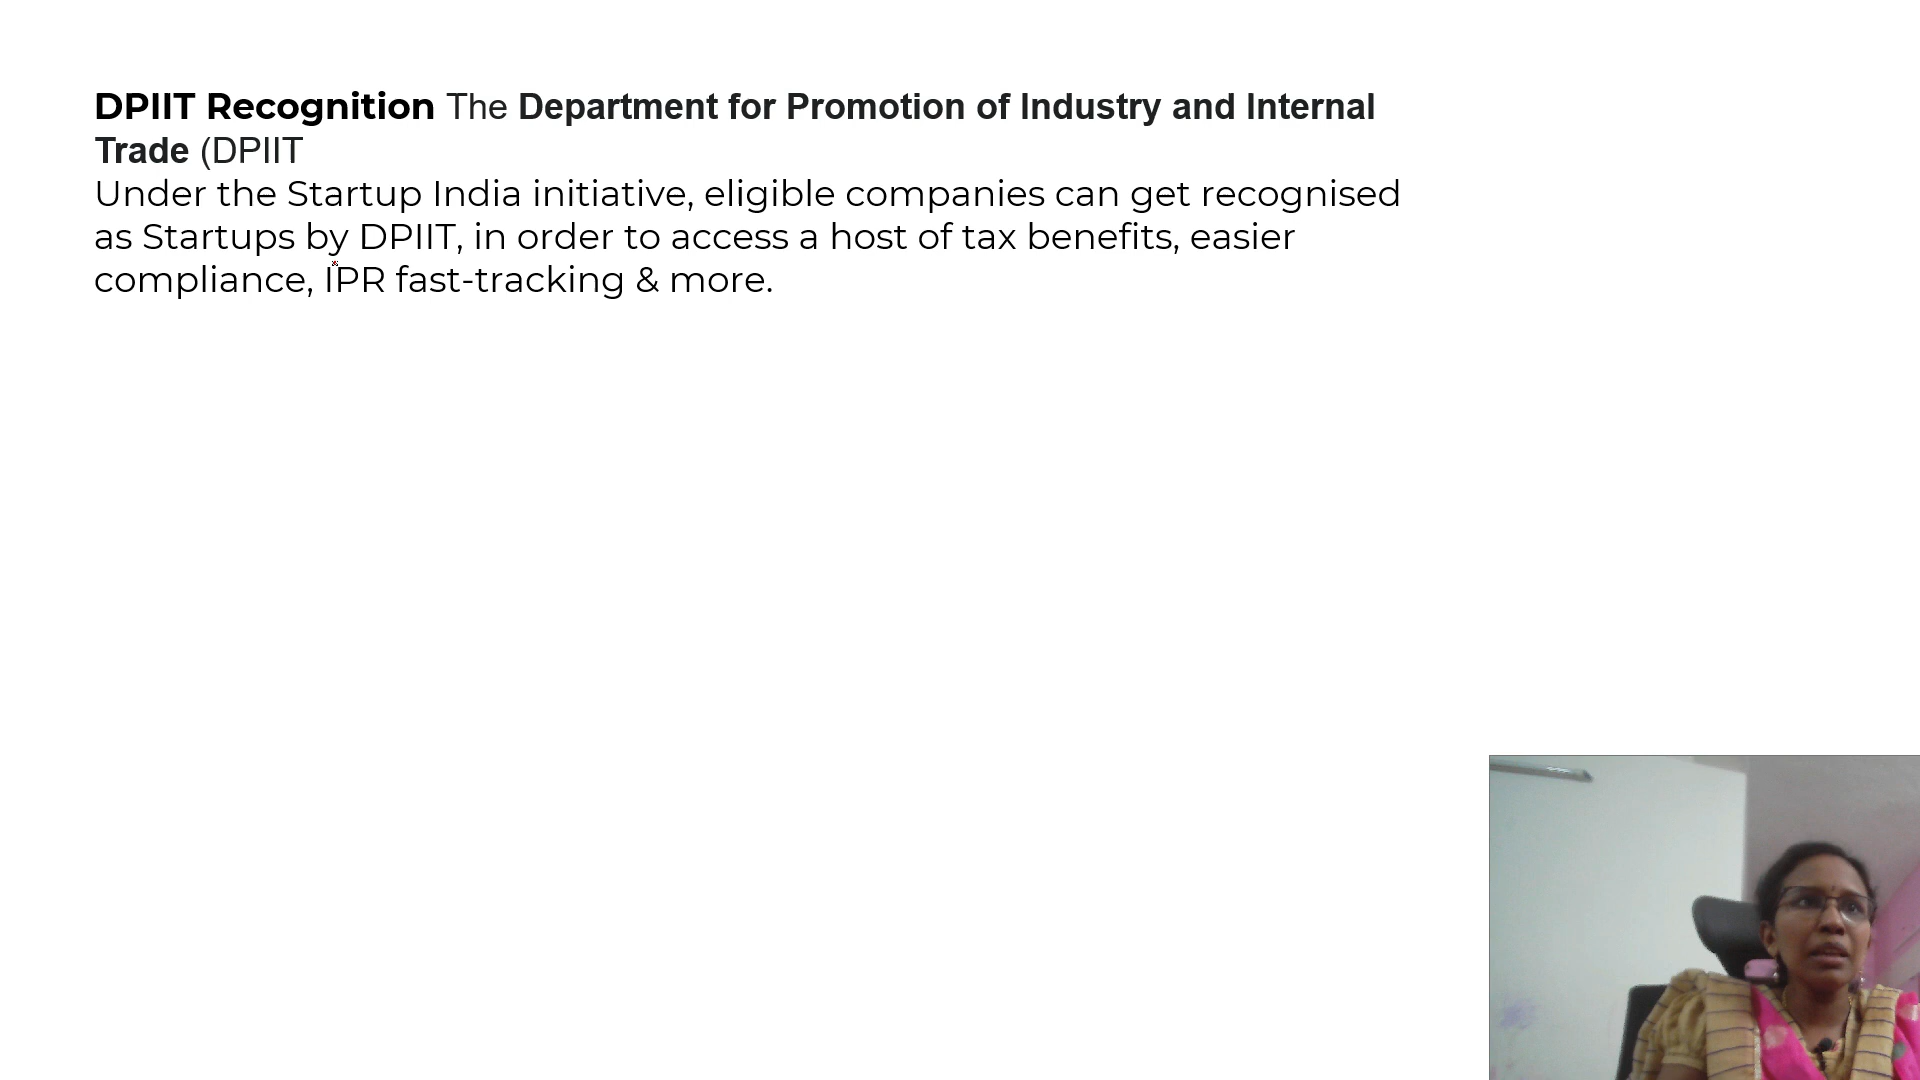 DPIIT Recognition The Department for Promotion of Industry and Internal
Trade (DPIIT
Under the Startup India initiative, eligible companies can get recognised
as Startups by DPIIT, in order to access a host of tax benefits, easier
compliance, IPR fast-tracking & more.